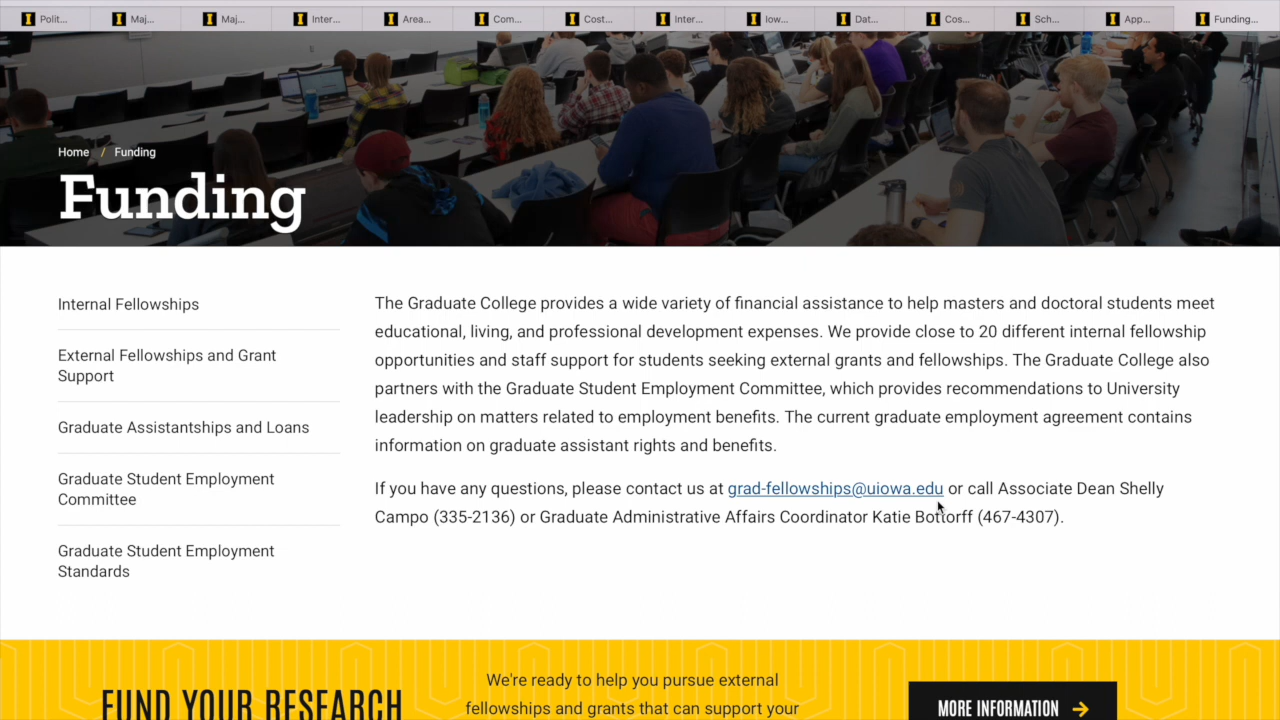 Polit...
Maj...
Maj...
Inter...
Area...
Com...
Cost...
Inter...
Iow...
Dat...
Cos...
Sch...
App...
Funding...
Home / Funding
Funding
Internal Fellowships
External Fellowships and Grant
Support
Graduate Assistantships and Loans
Graduate Student Employment
Committee
Graduate Student Employment
Standards
The Graduate College provides a wide variety of financial assistance to help masters and doctoral students meet
educational, living, and professional development expenses. We provide close to 20 different internal fellowship
opportunities and staff support for students seeking external grants and fellowships. The Graduate College also
partners with the Graduate Student Employment Committee, which provides recommendations to University
leadership on matters related to employment benefits. The current graduate employment agreement contains
information on graduate assistant rights and benefits.
If you have any questions, please contact us at grad-fellowships@uiowa.edu or call Associate Dean Shelly
Campo (335-2136) or Graduate Administrative Affairs Coordinator Katie Bottorff (467-4307).
FUND YOUR RESEARCH
We're ready to help you pursue external
fellowships and grants that can support your
MORE INFORMATION →